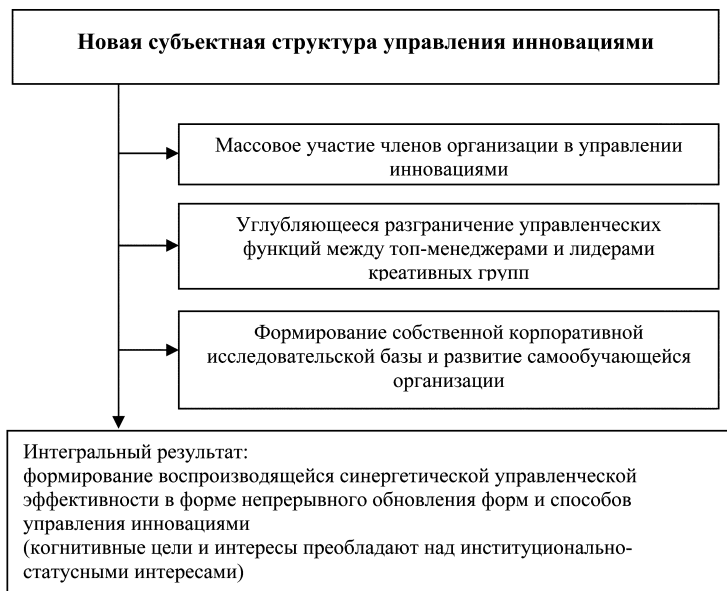 Новая субъектная структура управления инновациями
Массовое участие членов организации в управлении
инновациями
Углубляющееся разграничение управленческих
функций между топ-менеджерами и лидерами
креативных групп
Формирование собственной корпоративной
исследовательской базы и развитие самообучающейся
организации
Интегральный результат:
формирование воспроизводящейся синергетической управленческой
эффективности в форме непрерывного обновления форм и способов
управления инновациями
(когнитивные цели и интересы преобладают над институционально-
статусными интересами)